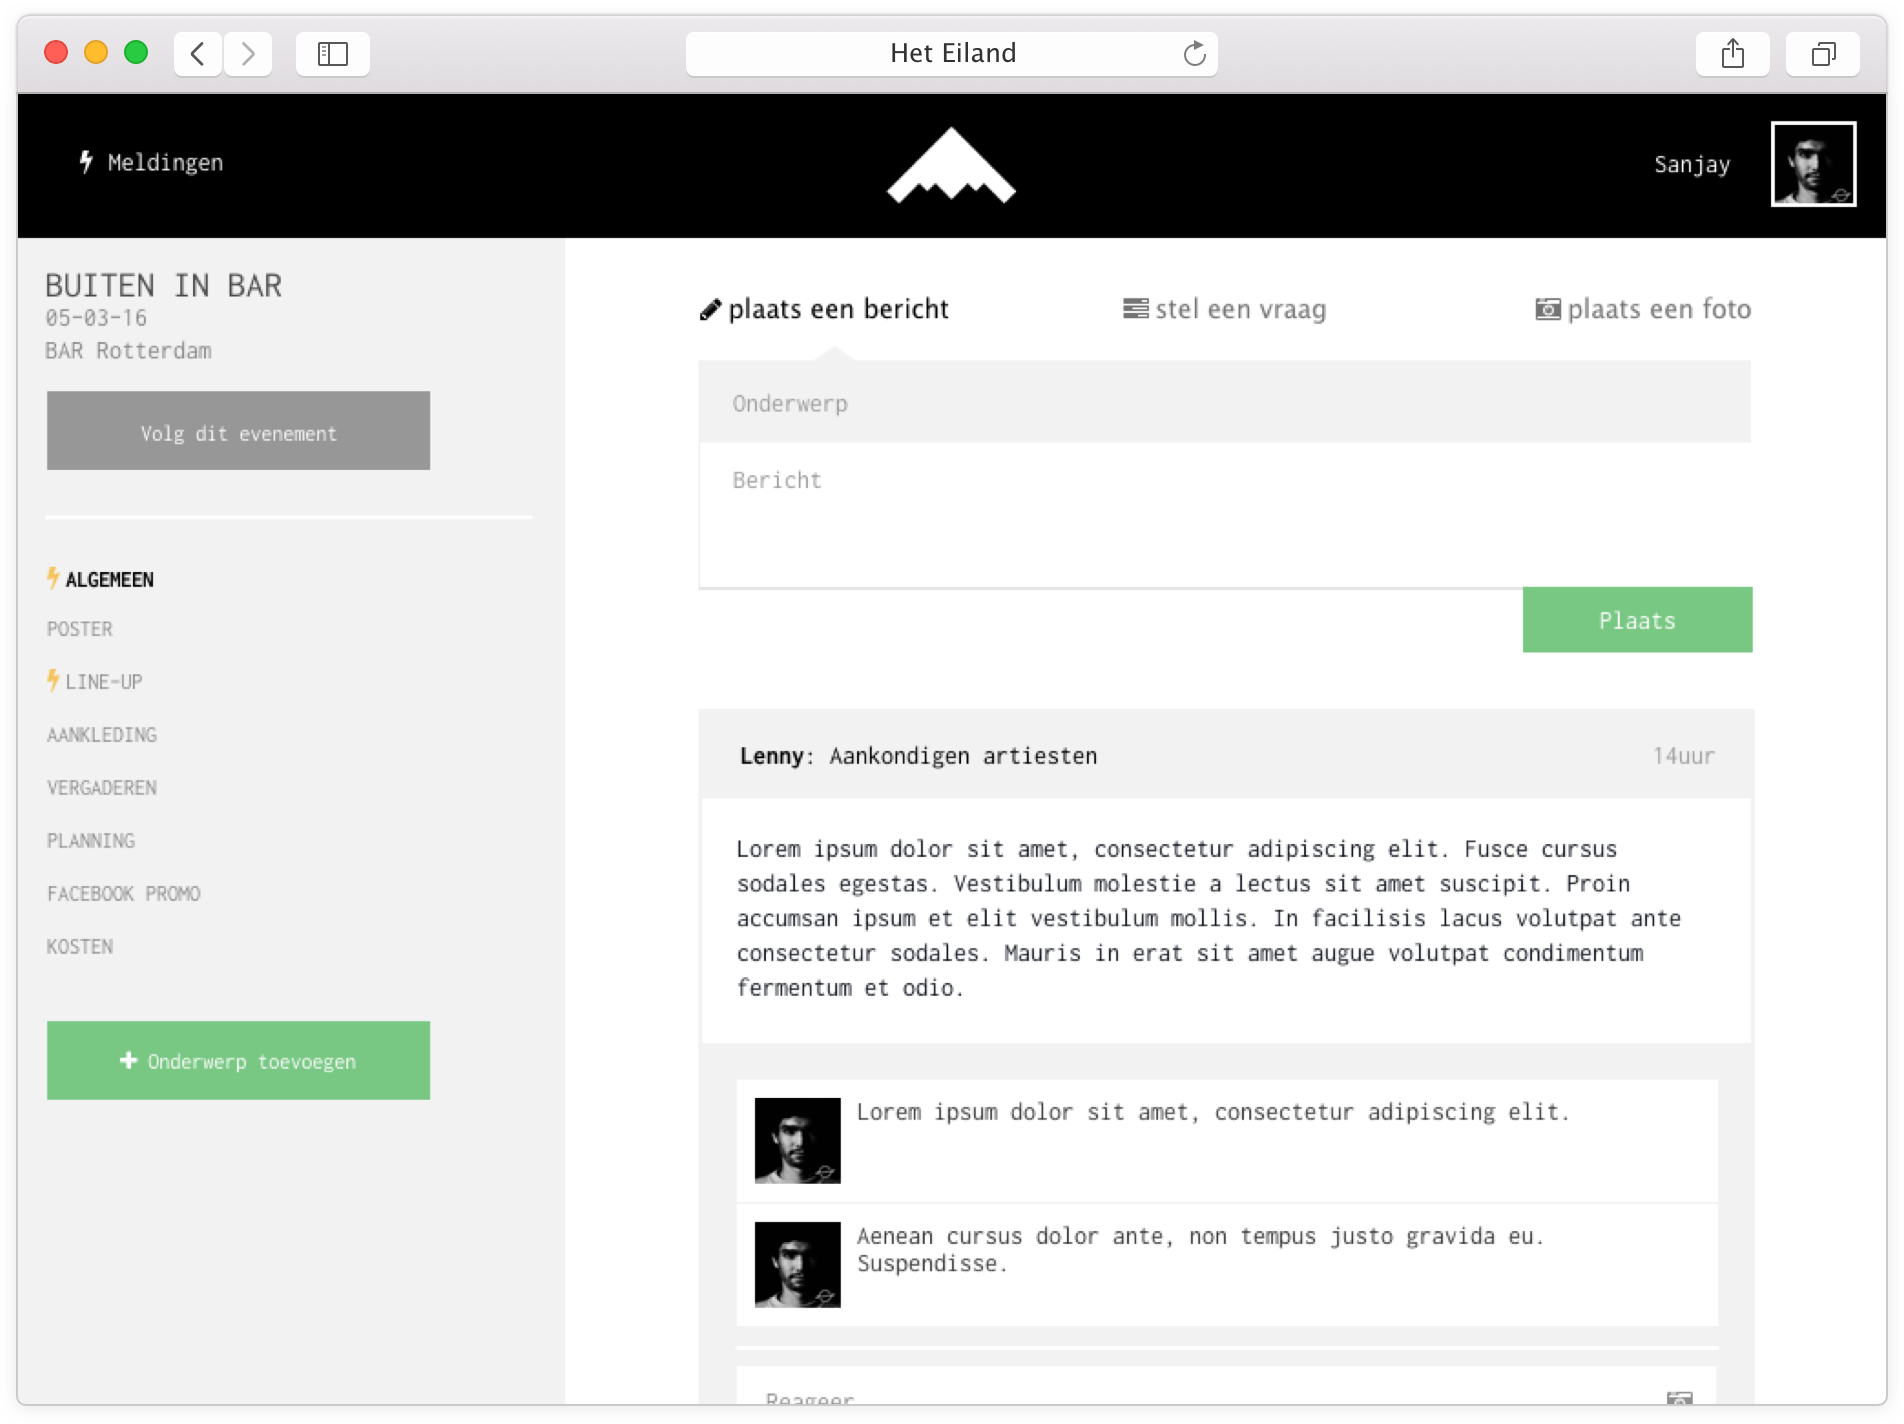 Het Eiland
Meldingen
Sanjay
BUITEN IN BAR
05-03-16
BAR Rotterdam
Volg dit evenement
ALGEMEEN
POSTER
LINE-UP
AANKLEDING
VERGADEREN
PLANNING
FACEBOOK PROMO
KOSTEN
Onderwerp toevoegen
plaats een bericht
stel een vraag
plaats een foto
Onderwerp
Bericht
Plaats
Lenny: Aankondigen artiesten
14uur
Lorem ipsum dolor sit amet, consectetur adipiscing elit. Fusce cursus
sodales egestas. Vestibulum molestie a lectus sit amet suscipit. Proin
accumsan ipsum et elit vestibulum mollis. In facilisis lacus volutpat ante
consectetur sodales. Mauris in erat sit amet augue volutpat condimentum
fermentum et odio.
Lorem ipsum dolor sit amet, consectetur adipiscing elit.
Aenean cursus dolor ante, non tempus justo gravida eu.
Suspendisse.
Reageer